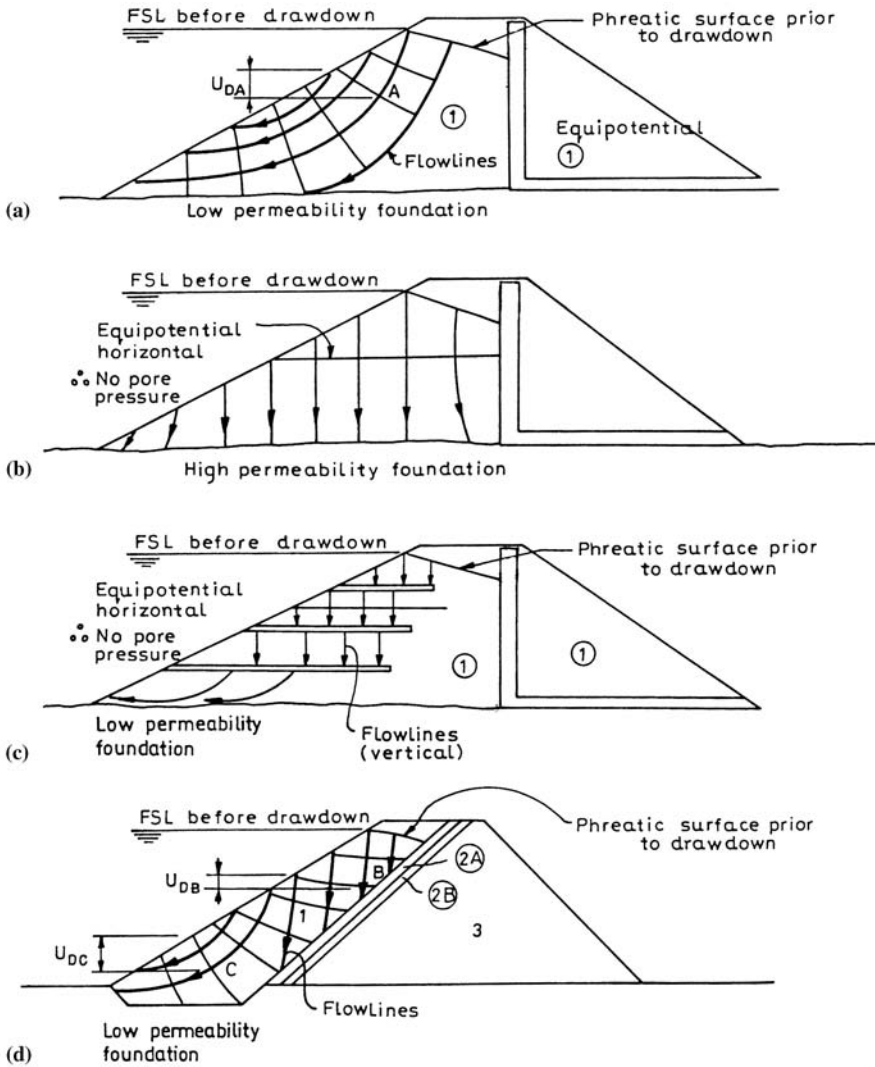 FSL before drawdown
Phreatic surface prior
to drawdown
UDA
A
1
Equipotential
1
Flowlines
Low permeability foundation
(a)
FSL before drawdown
Equipotential
horizontal
∴ No pore
pressure
High permeability foundation
(b)
FSL before drawdown
Phreatic surface prior
to drawdown
Equipotential
horizontal
∴ No pore
pressure
1
1
Low permeability
foundation
Flowlines
(vertical)
(c)
FSL before drawdown
Phreatic surface prior
to drawdown
UDB
B
2A
2B
1
3
UDC
C
Flowlines
Low permeability
foundation
(d)